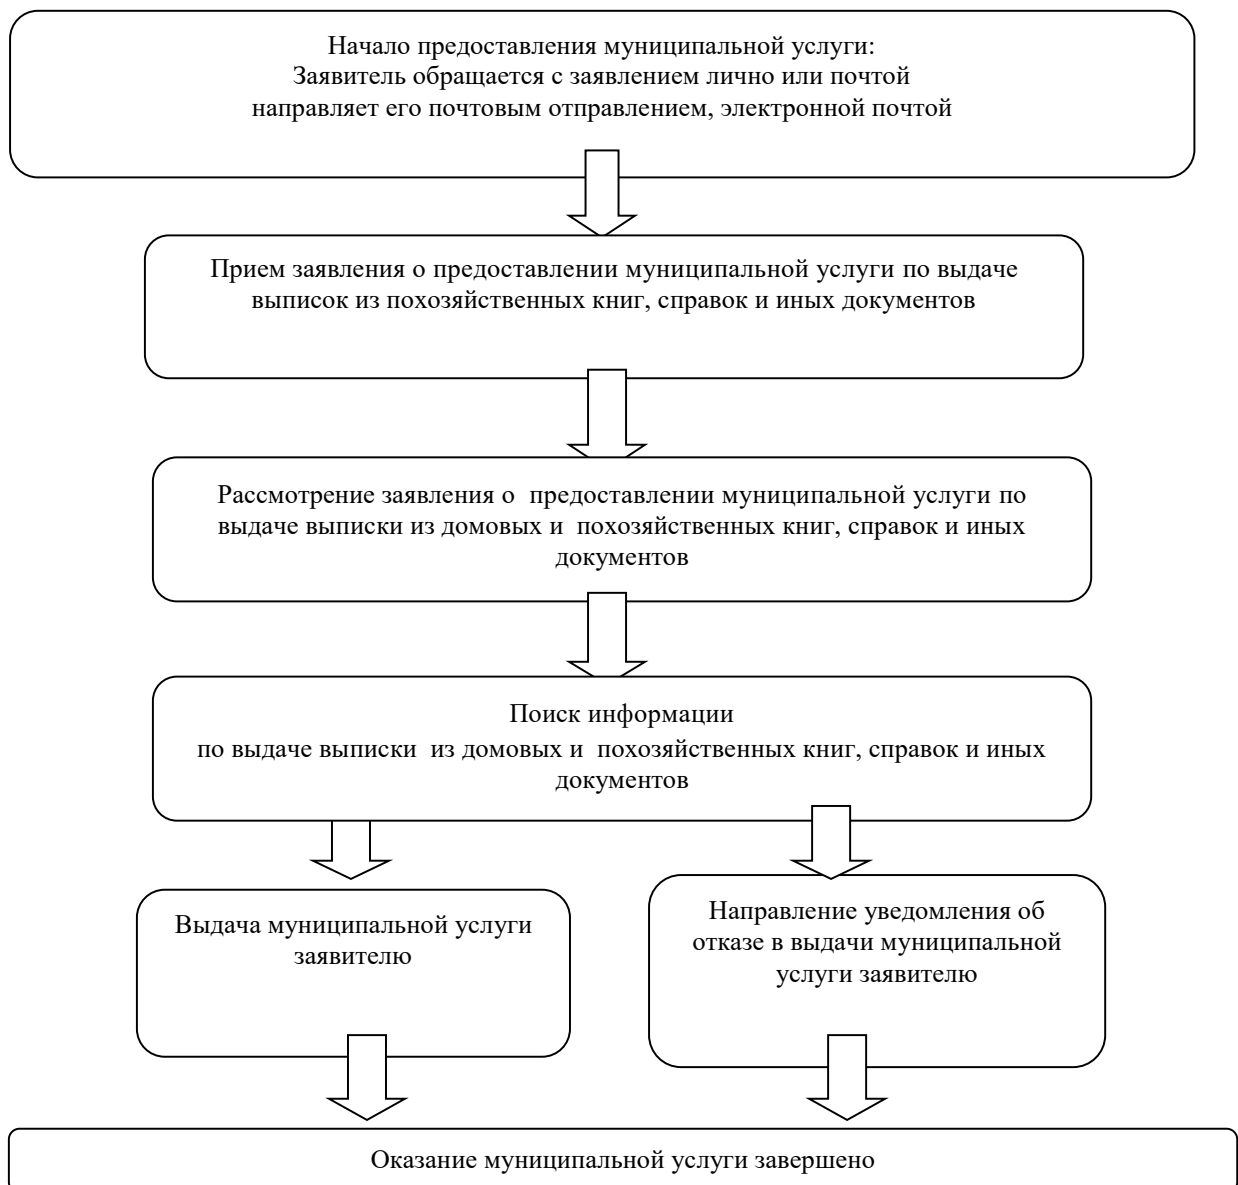 Начало предоставления муниципальной услуги:
Заявитель обращается с заявлением лично или почтой
направляет его почтовым отправлением, электронной почтой
Прием заявления о предоставлении муниципальной услуги по выдаче
выписок из похозяйственных книг, справок и иных документов
Рассмотрение заявления о предоставлении муниципальной услуги по
выдаче выписки из домовых и похозяйственных книг, справок и иных
документов
Поиск информации
по выдаче выписки из домовых и похозяйственных книг, справок и иных
документов
Выдача муниципальной услуги
заявителю
Направление уведомления об
отказе в выдачи муниципальной
услуги заявителю
Оказание муниципальной услуги завершено